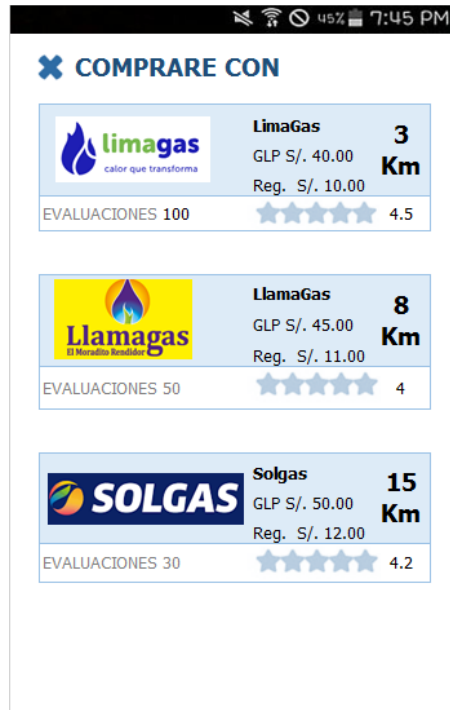 45% 7:45 PM
COMPRARE CON
limagas
calor que transforma
LimaGas
GLP S/. 40.00
Reg. S/. 10.00
3
Km
EVALUACIONES 100
4.5
Llamagas
El Moradito Rendidor
LlamaGas
GLP S/. 45.00
Reg. S/. 11.00
8
Km
EVALUACIONES 50
4
SOLGAS
Solgas
GLP S/. 50.00
Reg. S/. 12.00
15
Km
EVALUACIONES 30
4.2